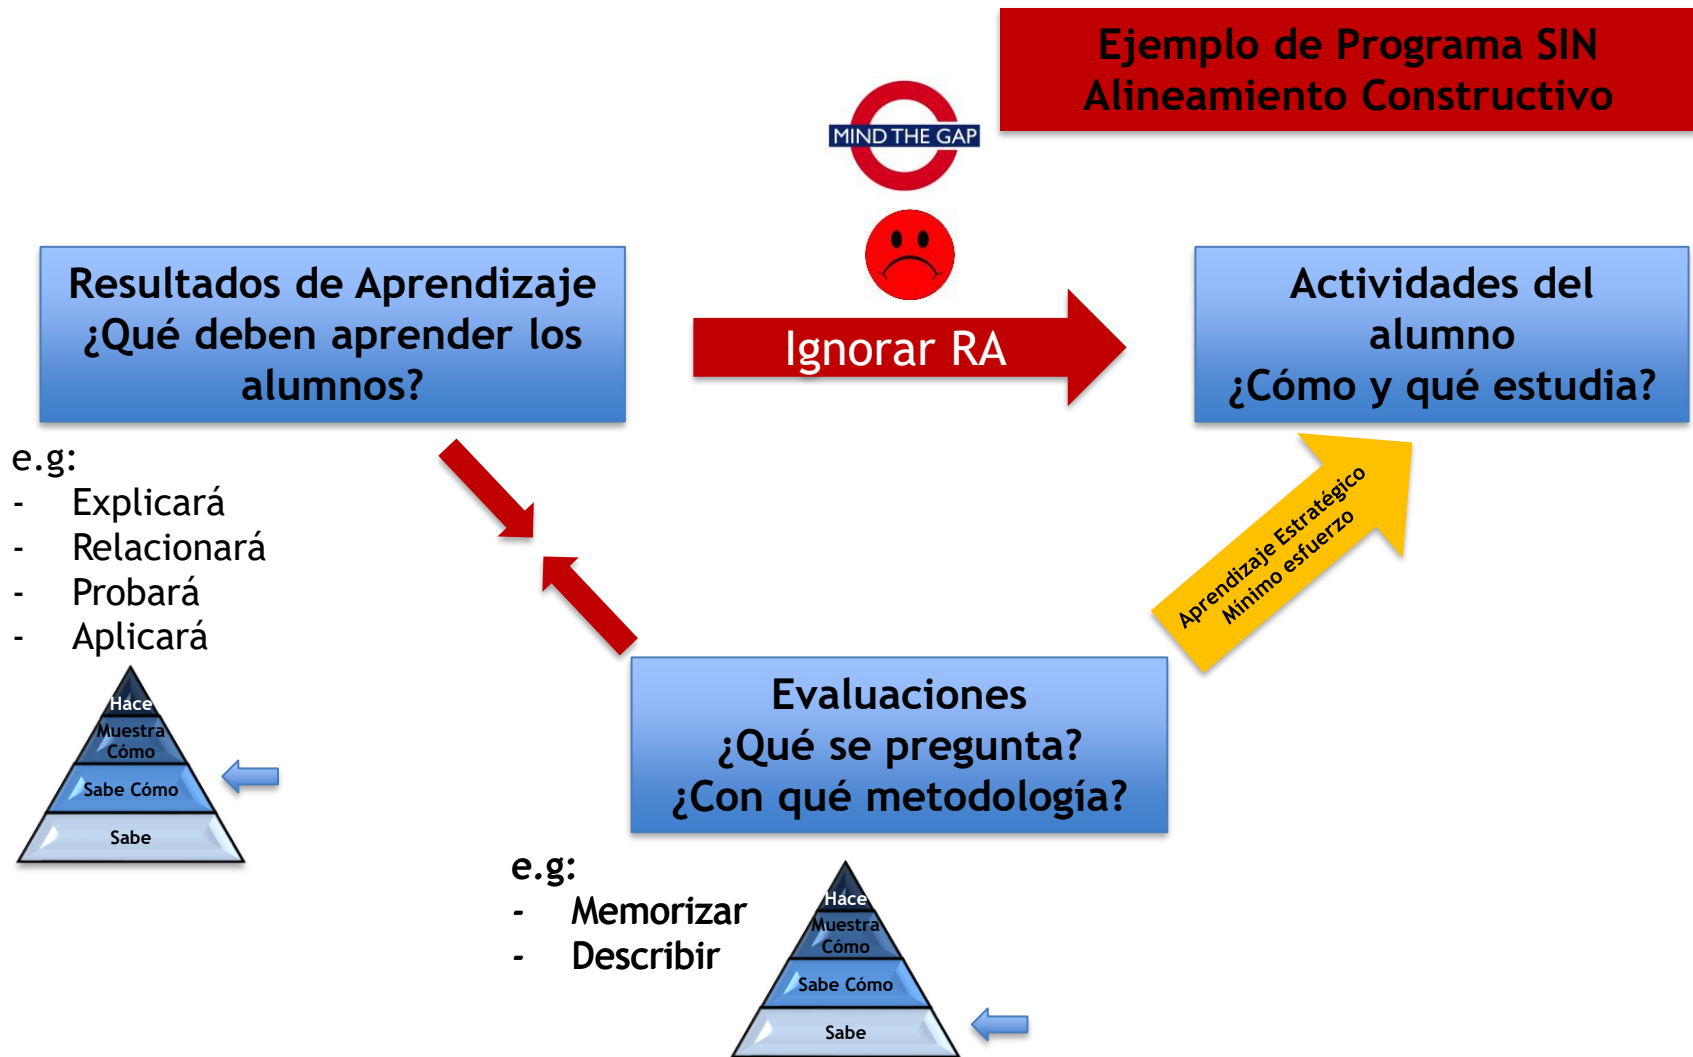 Ejemplo de Programa SIN
Alineamiento Constructivo
MIND THE GAP
Resultados de Aprendizaje
¿Qué deben aprender los
alumnos?
Ignorar RA
Actividades del
alumno
¿Cómo y qué estudia?
e.g:
- Explicará
- Relacionará
- Probará
- Aplicará
Aprendizaje Estratégico
Mínimo esfuerzo
Hace
Muestra
Cómo
Sabe Cómo
Sabe
Evaluaciones
¿Qué se pregunta?
¿Con qué metodología?
e.g:
- Memorizar
- Describir
Hace
Muestra
Cómo
Sabe Cómo
Sabe